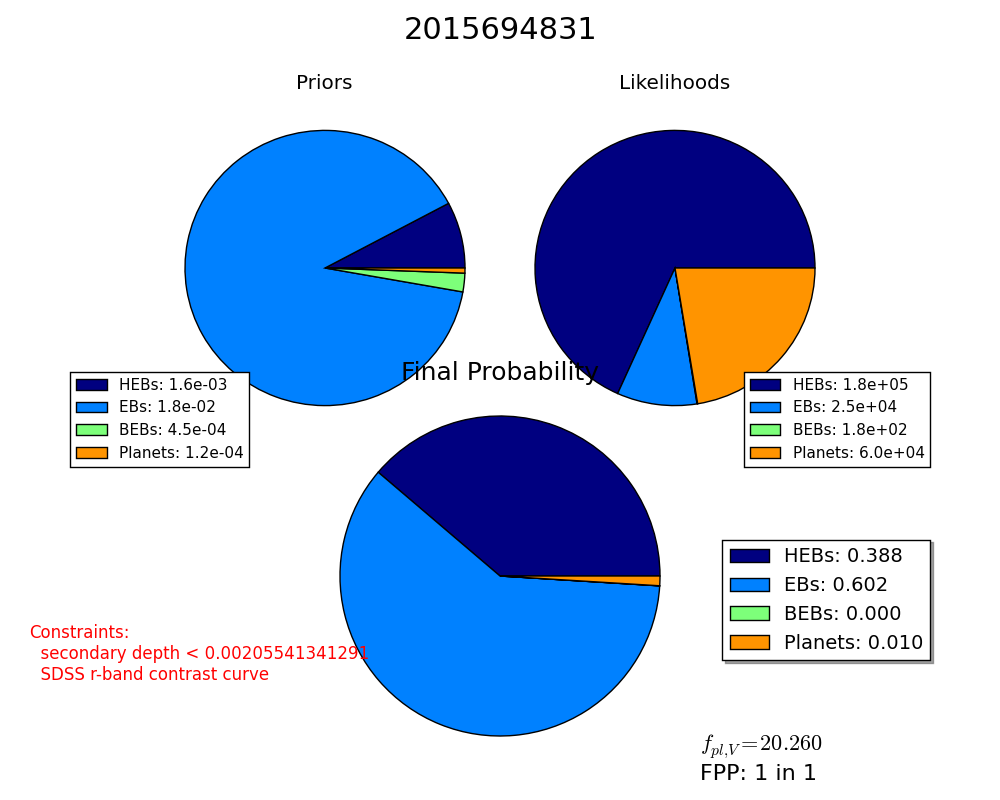 2015694831
Priors
Likelihoods
HEBs: 1.6e-03
EBs: 1.8e-02
BEBs: 4.5e-04
Planets: 1.2e-04
HEBs: 1.8e+05
EBs: 2.5e+04
BEBs: 1.8e+02
Planets: 6.0e+04
Final Probability
HEBs: 0.388
EBs: 0.602
BEBs: 0.000
Planets: 0.010
Constraints:
secondary depth < 0.00205541341291
SDSS r-band contrast curve
f_{pl,V} = 20.260
FPP: 1 in 1